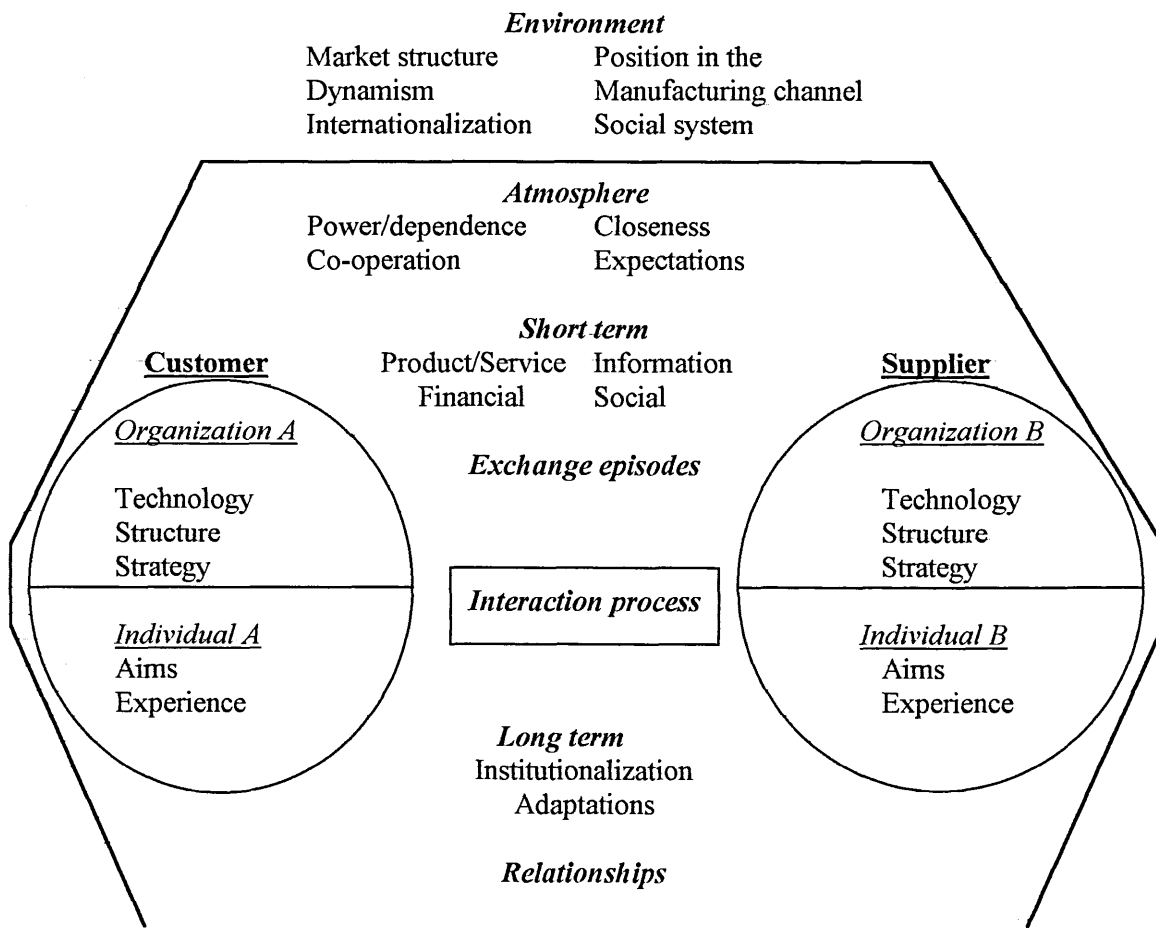 Environment
Market structure Position in the
Dynamism Manufacturing channel
Internationalization Social system
Atmosphere
Power/dependence Closeness
Co-operation Expectations
Short term
Product/Service Information
Financial Social
Exchange episodes
Customer
Organization A
Technology
Structure
Strategy
Individual A
Aims
Experience
Interaction process
Supplier
Organization B
Technology
Structure
Strategy
Individual B
Aims
Experience
Long term
Institutionalization
Adaptations
Relationships